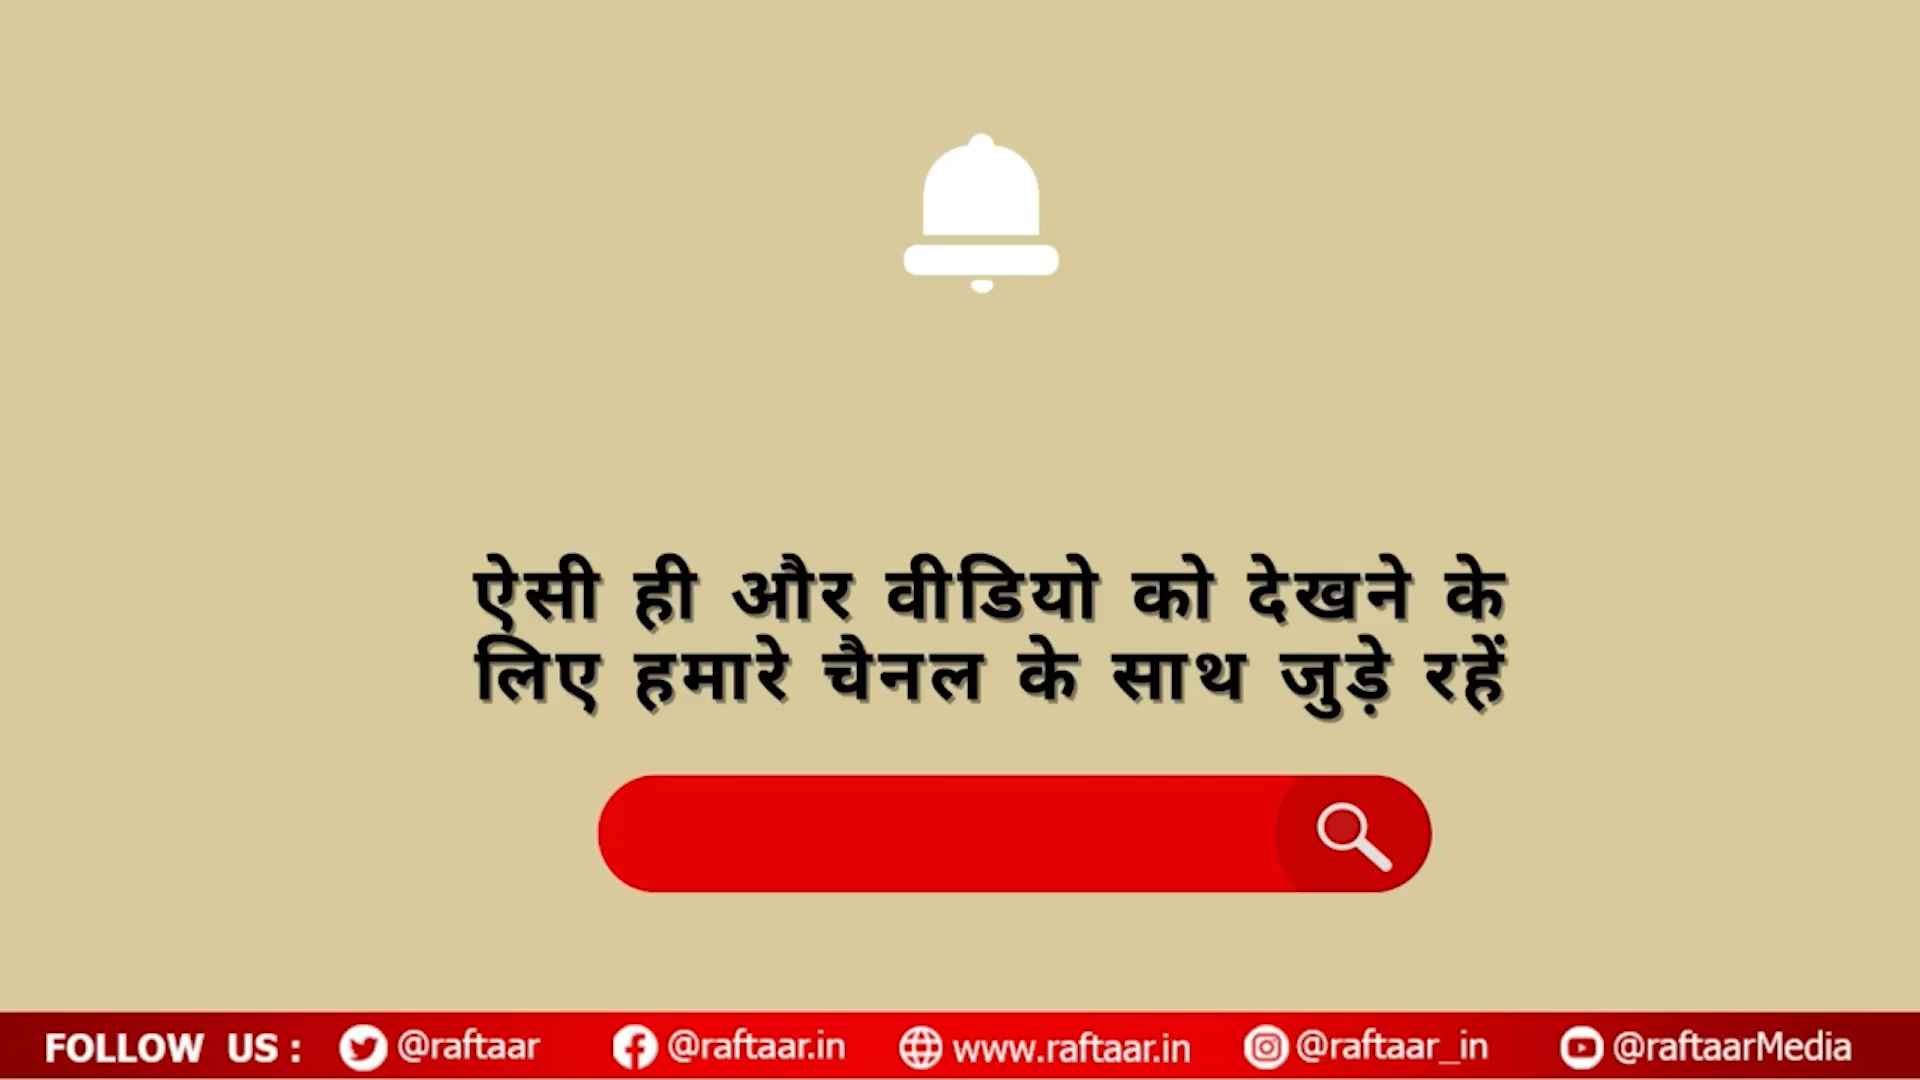 ऐसी ही और वीडियो को देखने के
लिए हमारे चैनल के साथ जुड़े रहें
FOLLOW US : @raftaar @raftaar.in www.raftaar.in @raftaar_in @raftaarMedia